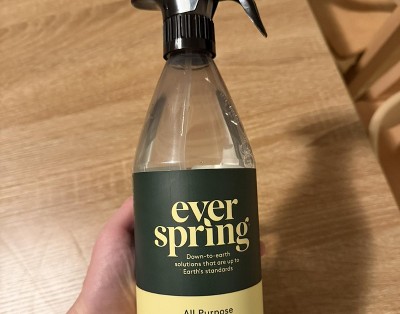 ever
spring
Down-to-earth
solutions that are up to
Earth's standards
All Purpose